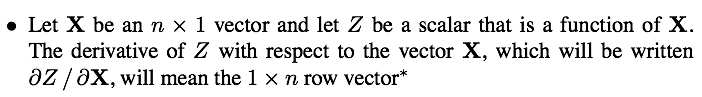 • Let X be an n × 1 vector and let Z be a scalar that is a function of X.
The derivative of Z with respect to the vector X, which will be written
∂Z / ∂X, will mean the 1 × n row vector*